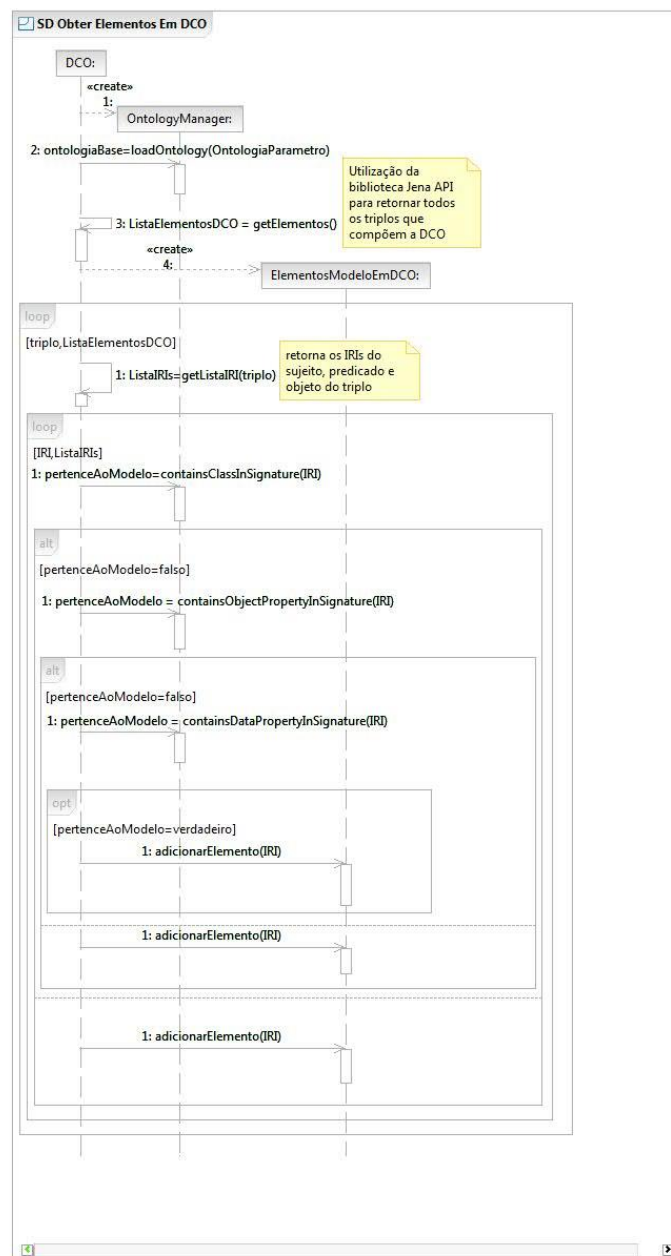 SD Obter Elementos Em DCO
DCO:
«create»
1:
OntologyManager:
2: ontologiaBase=loadOntology(OntologiaParametro)
Utilização da
biblioteca Jena API
para retornar todos
os triplos que
compõem a DCO
3: ListaElementosDCO = getElementos()
«create»
4:
ElementosModeloEmDCO:
loop
[triplo,ListaElementosDCO]
1: ListaIRIs=getListaIRI(triplo)
retorna os IRIs do
sujeito, predicado e
objeto do triplo
loop
[IRI,ListaIRIs]
1: pertenceAoModelo=containsClassInSignature(IRI)
alt
[pertenceAoModelo=falso]
1: pertenceAoModelo = containsObjectPropertyInSignature(IRI)
alt
[pertenceAoModelo=falso]
1: pertenceAoModelo = containsDataPropertyInSignature(IRI)
opt
[pertenceAoModelo=verdadeiro]
1: adicionarElemento(IRI)
1: adicionarElemento(IRI)
1: adicionarElemento(IRI)